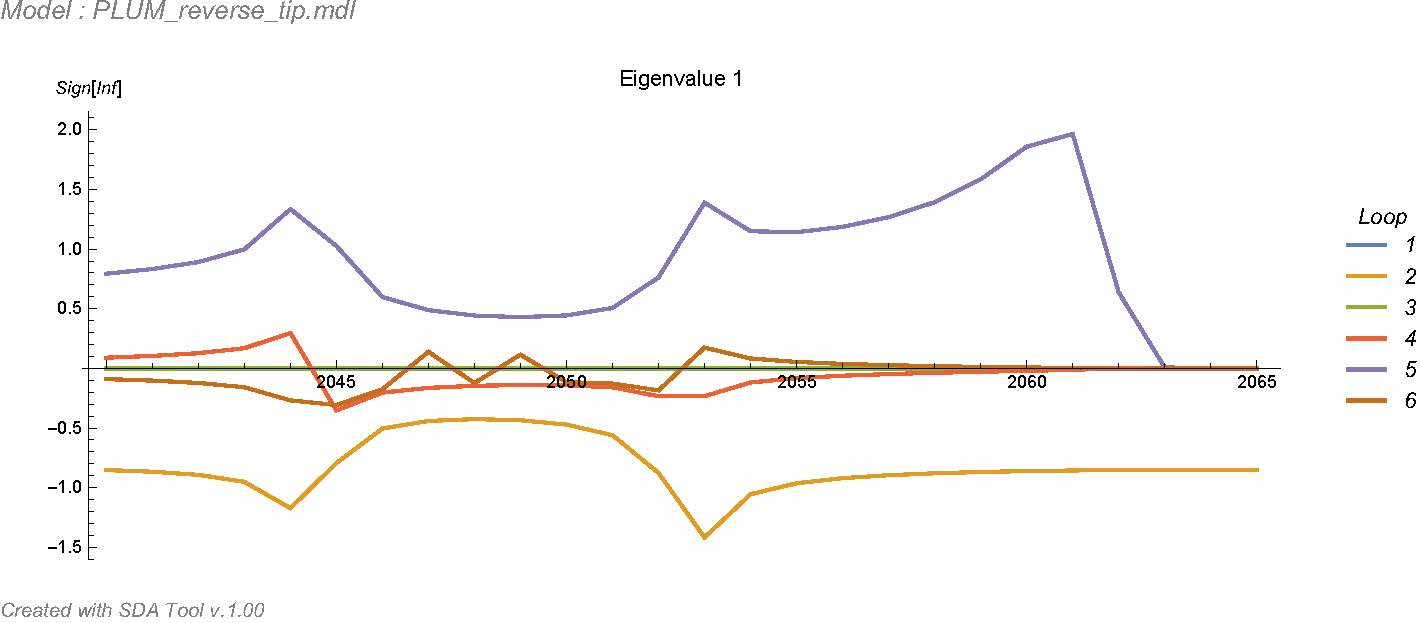 Model : PLUM_reverse_tip.mdl
Eigenvalue 1
Sign[Inf]
2.0
1.5
1.0
0.5
−0.5
−1.0
−1.5
2045 2050 2055 2060 2065
Loop
1
2
3
4
5
6
Created with SDA Tool v.1.00